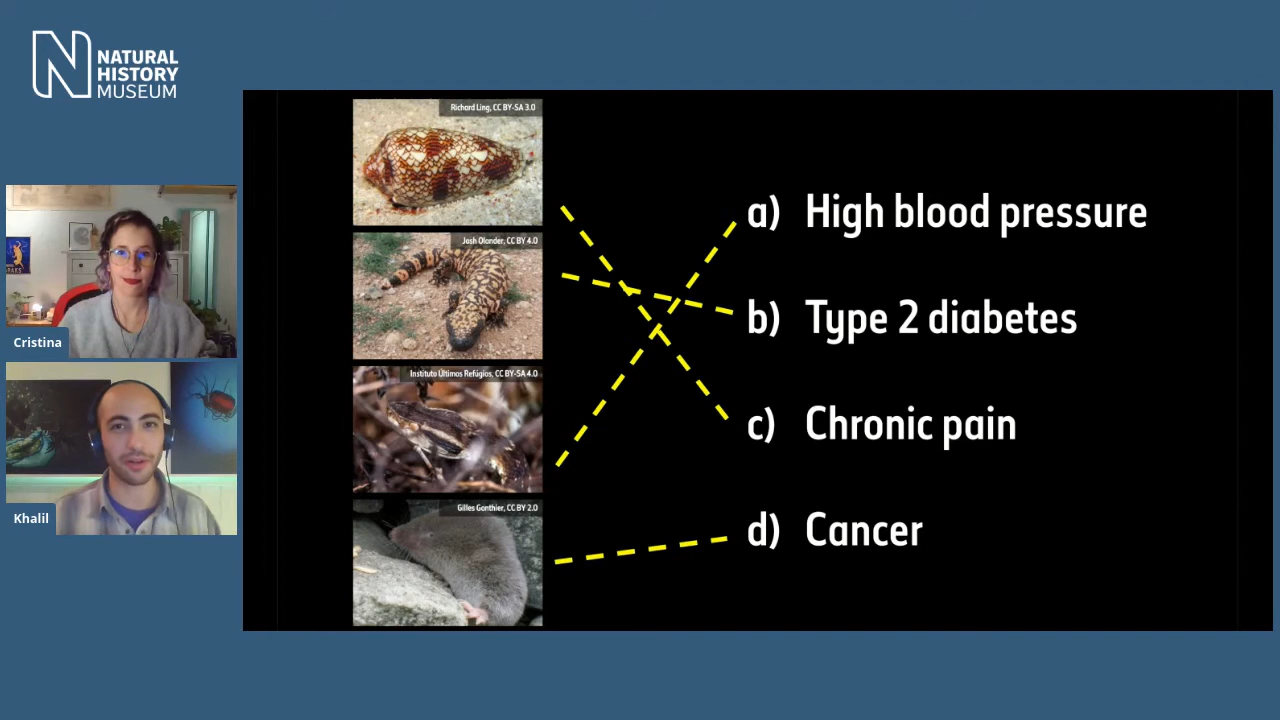 NATURAL
HISTORY
MUSEUM
Cristina
Khalil
Richard Ling, CC BY-SA 3.0
Josh Olander, CC BY 4.0
Instituto Últimos Refúgios, CC BY-SA 4.0
Gilles Gonthier, CC BY 2.0
a) High blood pressure
b) Type 2 diabetes
c) Chronic pain
d) Cancer